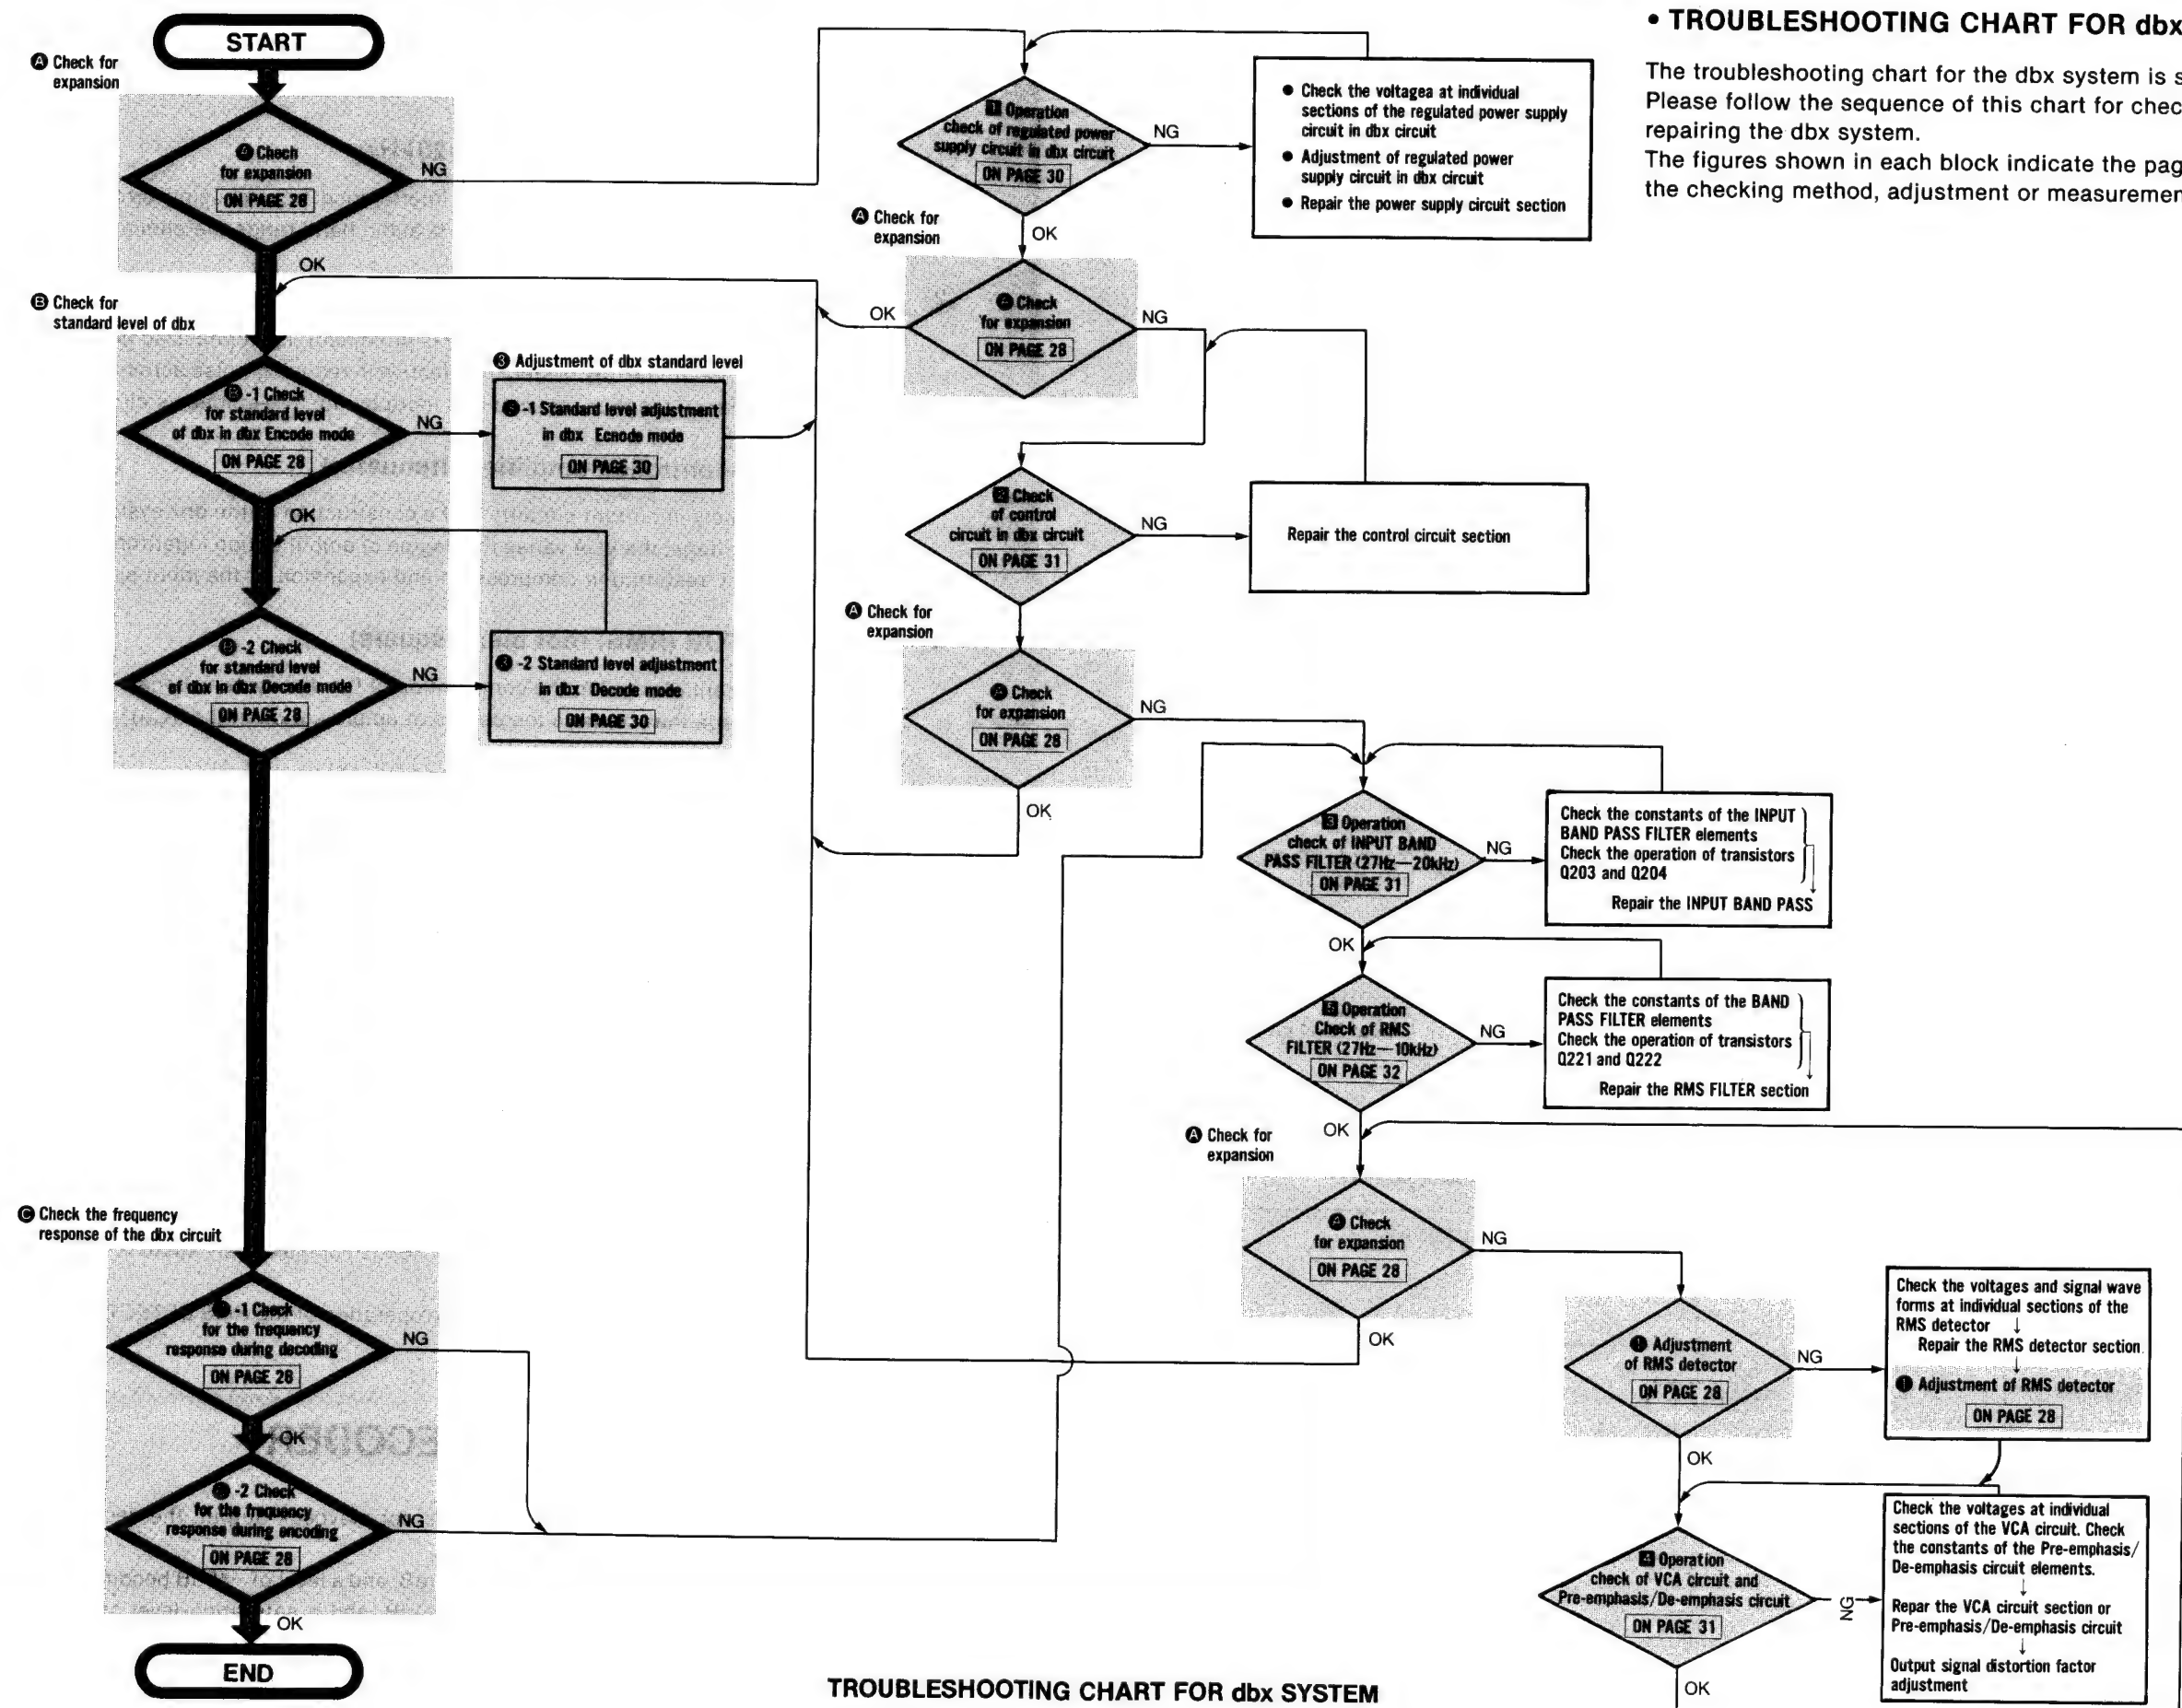 START
Ⓐ Check for
expansion
Ⓐ Chech
for expansion
ON PAGE 28
NG
OK
Ⓑ Check for
standard level of dbx
Ⓑ -1 Check
for standard level
of dbx in dbx Encode mode
ON PAGE 28
NG
OK
❸ Adjustment of dbx standard level
❸ -1 Standard level adjustment
in dbx Ecnode mode
ON PAGE 30
Ⓑ -2 Check
for standard level
of dbx in dbx Decode mode
ON PAGE 28
NG
❸ -2 Standard level adjustment
in dbx Decode mode
ON PAGE 30
Ⓒ Check the frequency
response of the dbx circuit
-1 Check
for the frequency
response during decoding
ON PAGE 28
NG
OK
-2 Check
for the frequency
response during encoding
ON PAGE 28
NG
OK
END
1 Operation
check of regulated power
supply circuit in dbx circuit
ON PAGE 30
NG
OK
● Check the voltagea at individual
sections of the regulated power supply
circuit in dbx circuit
● Adjustment of regulated power
supply circuit in dbx circuit
● Repair the power supply circuit section
Ⓐ Check for
expansion
Ⓐ Check
for expansion
ON PAGE 28
OK
NG
2 Check
of control
circuit in dbx circuit
ON PAGE 31
NG
Repair the control circuit section
Ⓐ Check for
expansion
Ⓐ Check
for expansion
ON PAGE 28
NG
OK
3 Operation
check of INPUT BAND
PASS FILTER (27Hz—20kHz)
ON PAGE 31
NG
OK
Check the constants of the INPUT
BAND PASS FILTER elements
Check the operation of transistors
Q203 and Q204
Repair the INPUT BAND PASS
5 Operation
Check of RMS
FILTER (27Hz—10kHz)
ON PAGE 32
NG
OK
Check the constants of the BAND
PASS FILTER elements
Check the operation of transistors
Q221 and Q222
Repair the RMS FILTER section
Ⓐ Check for
expansion
Ⓐ Check
for expansion
ON PAGE 28
NG
OK
❶ Adjustment
of RMS detector
ON PAGE 28
NG
OK
Check the voltages and signal wave
forms at individual sections of the
RMS detector ↓
Repair the RMS detector section
↓
❶ Adjustment of RMS detector
ON PAGE 28
4 Operation
check of VCA circuit and
Pre-emphasis/De-emphasis circuit
ON PAGE 31
NG
OK
Check the voltages at individual
sections of the VCA circuit. Check
the constants of the Pre-emphasis/
De-emphasis circuit elements.
↓
Repar the VCA circuit section or
Pre-emphasis/De-emphasis circuit
↓
Output signal distortion factor
adjustment
• TROUBLESHOOTING CHART FOR dbx
The troubleshooting chart for the dbx system is s
Please follow the sequence of this chart for chec
repairing the dbx system.
The figures shown in each block indicate the pag
the checking method, adjustment or measuremen
TROUBLESHOOTING CHART FOR dbx SYSTEM